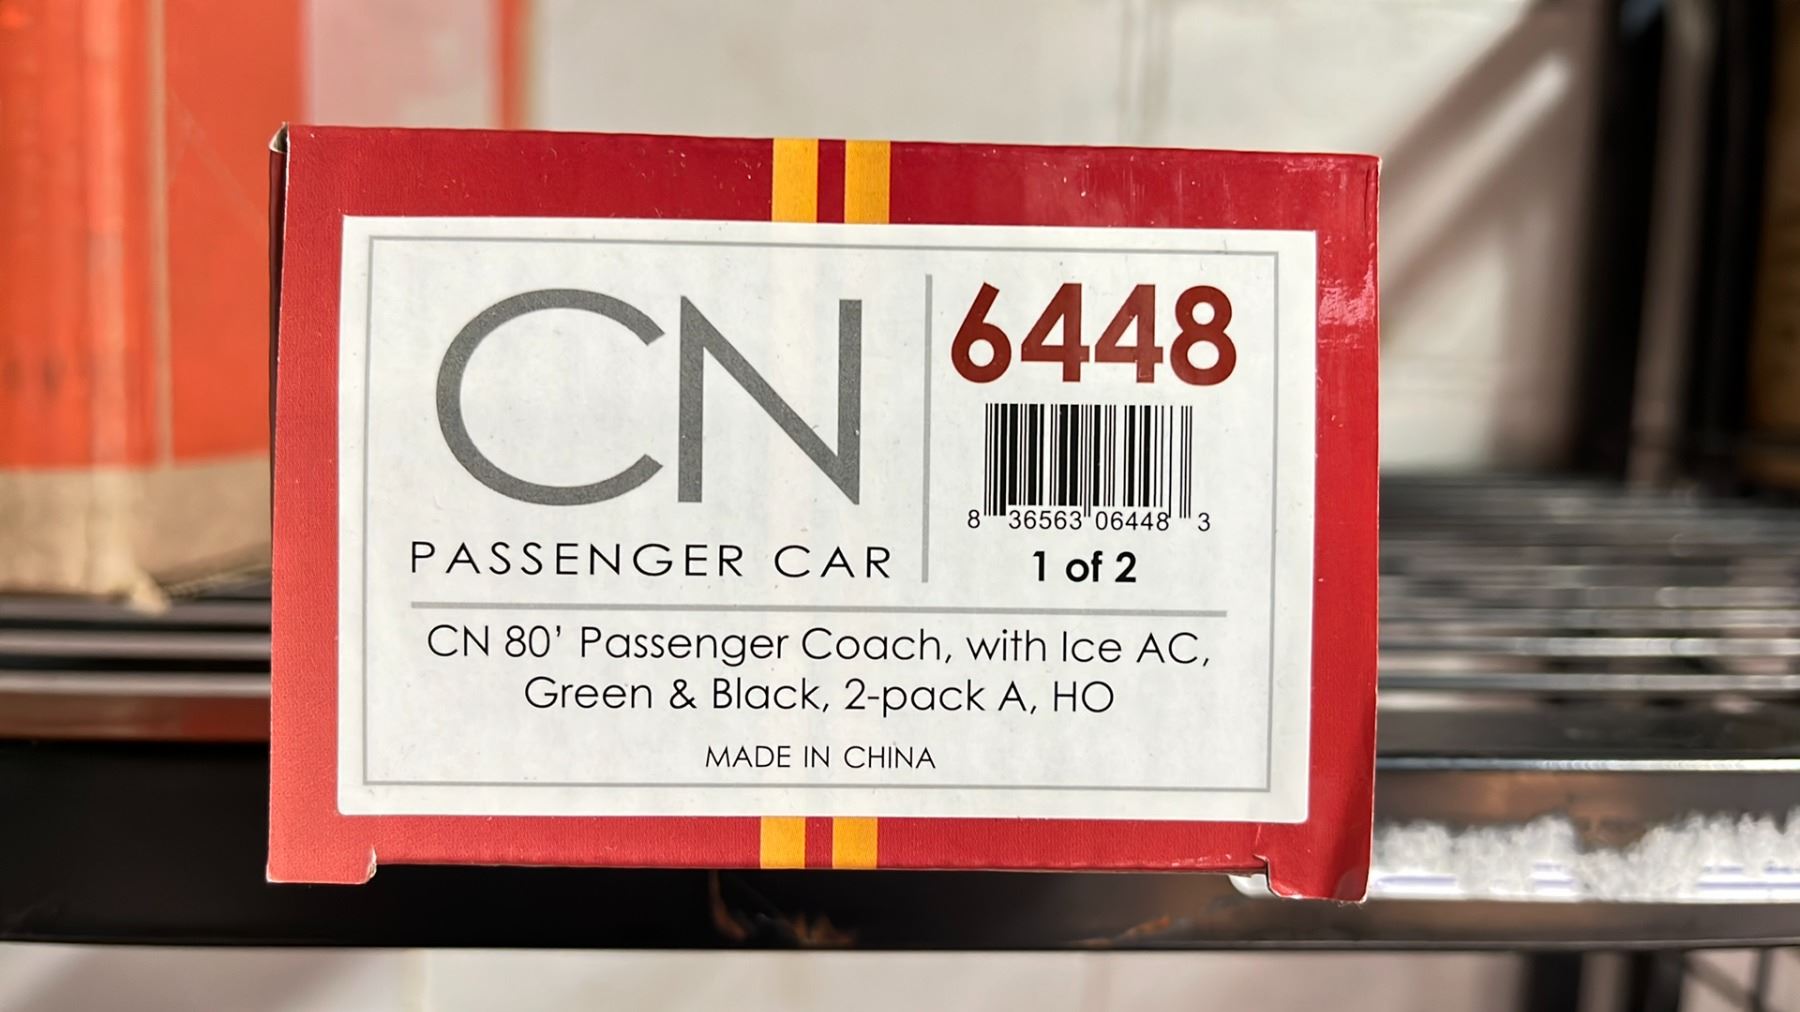 CN
PASSENGER CAR
6448
8 36563 06448 3
1 of 2
CN 80' Passenger Coach, with Ice AC,
Green & Black, 2-pack A, HO
MADE IN CHINA